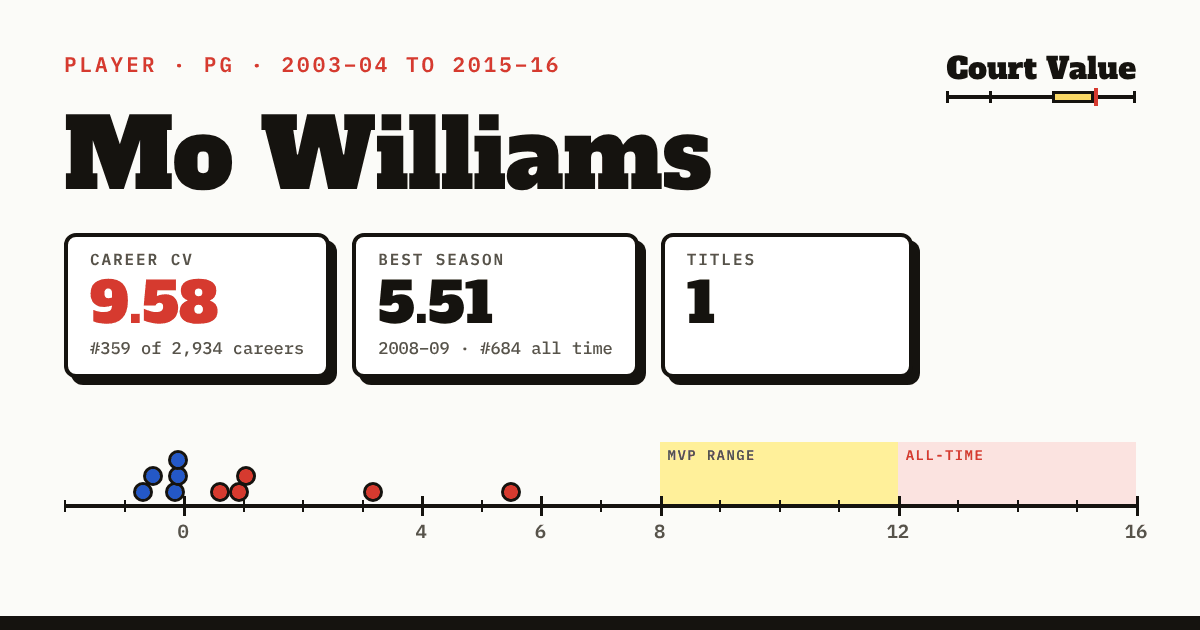 PLAYER · PG · 2003–04 TO 2015–16
Court Value
Mo Williams
CAREER CV
9.58
#359 of 2,934 careers
BEST SEASON
5.51
2008–09 · #684 all time
TITLES
1
MVP RANGE
ALL-TIME
0 4 6 8 12 16